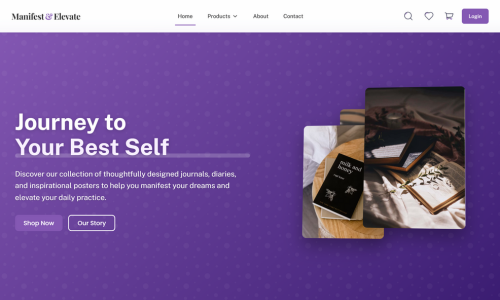 Manifest & Elevate
Home
Products
About
Contact
Login
Journey to
Your Best Self
Discover our collection of thoughtfully designed journals, diaries,
and inspirational posters to help you manifest your dreams and
elevate your daily practice.
Shop Now
Our Story
milk and
honey